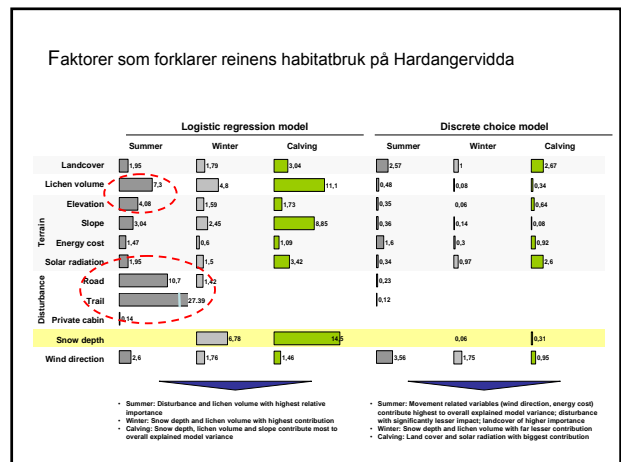 Faktorer som forklarer reinens habitatbruk på Hardangervidda
Logistic regression model Discrete choice model
Summer Winter Calving Summer Winter Calving
Landcover 1,95 1,79 3,04 2,57 1 2,67
Lichen volume 7,3 4,8 11,1 0,48 0,08 0,34
Elevation 4,08 1,59 1,73 0,35 0,06 0,64
Slope 3,04 2,45 8,85 0,36 0,14 0,08
Energy cost 1,47 0,6 1,09 1,6 0,3 0,92
Solar radiation 1,95 1,5 3,42 0,34 0,97 2,6
Terrain
Road 10,7 1,42 0,23
Trail 27.39 0,12
Private cabin 0,14
Disturbance
Snow depth 6,78 14,5 0,06 0,31
Wind direction 2,6 1,76 1,46 3,56 1,75 0,95
• Summer: Disturbance and lichen volume with highest relative
importance
• Winter: Snow depth and lichen volume with highest contribution
• Calving: Snow depth, lichen volume and slope contribute most to
overall explained model variance
• Summer: Movement related variables (wind direction, energy cost)
contribute highest to overall explained model variance; disturbance
with significantly lesser impact; landcover of higher importance
• Winter: Snow depth and lichen volume with far lesser contribution
• Calving: Land cover and solar radiation with biggest contribution